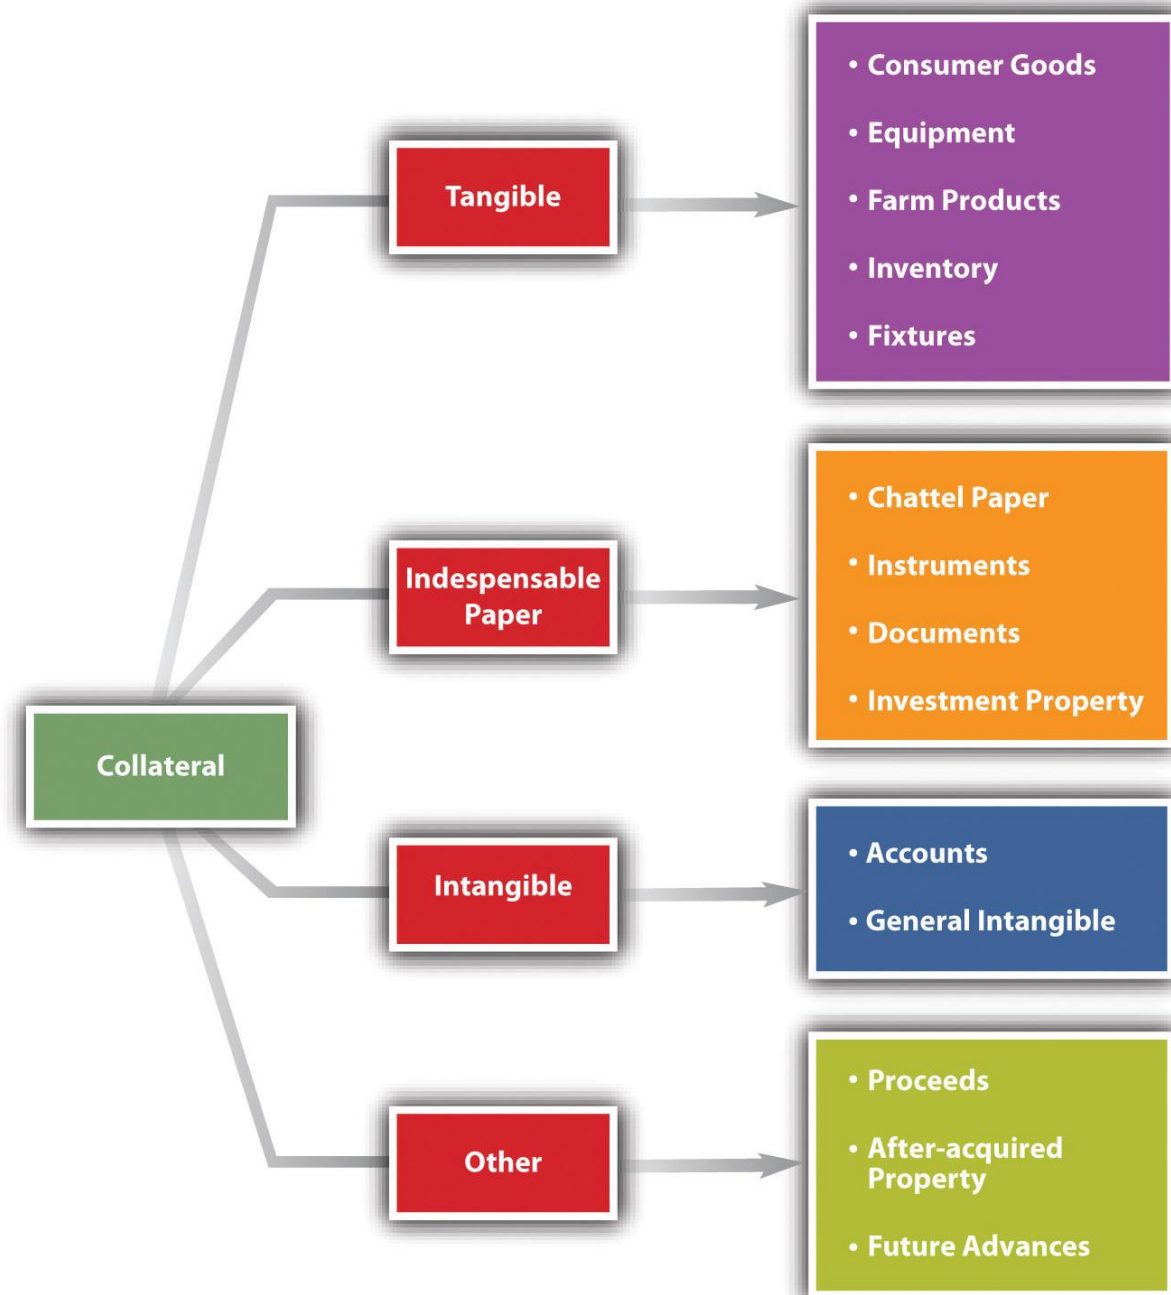 Collateral
Tangible
• Consumer Goods
• Equipment
• Farm Products
• Inventory
• Fixtures
Indespensable
Paper
• Chattel Paper
• Instruments
• Documents
• Investment Property
Intangible
• Accounts
• General Intangible
Other
• Proceeds
• After-acquired
Property
• Future Advances